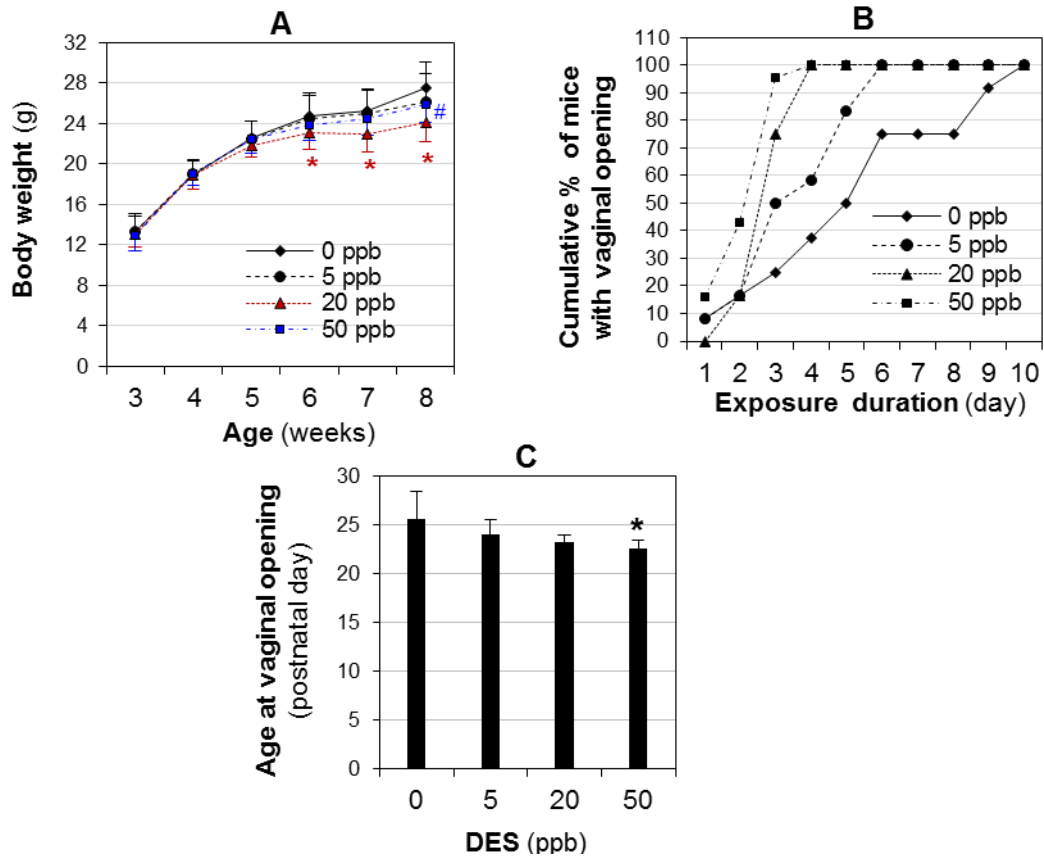 A
32
28
24
20
16
12
8
4
0
#
* * *
0 ppb
5 ppb
20 ppb
50 ppb
3 4 5 6 7 8
Age (weeks)
Body weight (g)
B
110
100
90
80
70
60
50
40
30
20
10
0
0 ppb
5 ppb
20 ppb
50 ppb
1 2 3 4 5 6 7 8 9 10
Exposure duration (day)
Cumulative % of mice
with vaginal opening
C
30
25
20
15
10
5
0
*
0 5 20 50
DES (ppb)
Age at vaginal opening
(postnatal day)